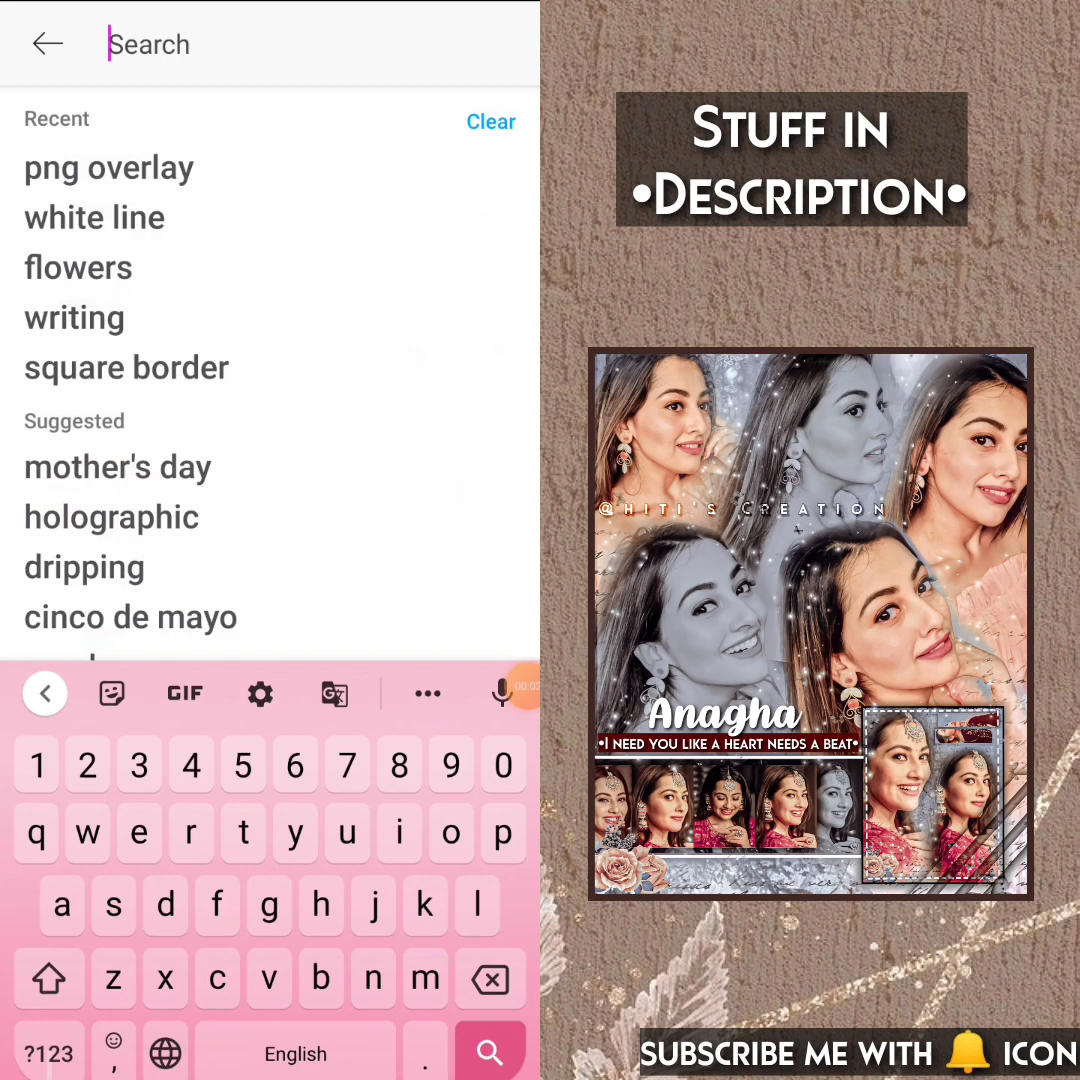 Search
Recent
Clear
png overlay
white line
flowers
writing
square border
Suggested
mother's day
holographic
dripping
cinco de mayo
GIF
00:02
1 2 3 4 5 6 7 8 9 0
q w e r t y u i o p
a s d f g h j k l
z x c v b n m
?123 , English .
Stuff in
•Description•
@Hiti's Creation
Anagha
•I need you like a heart needs a beat•
Subscribe me with 🔔 icon